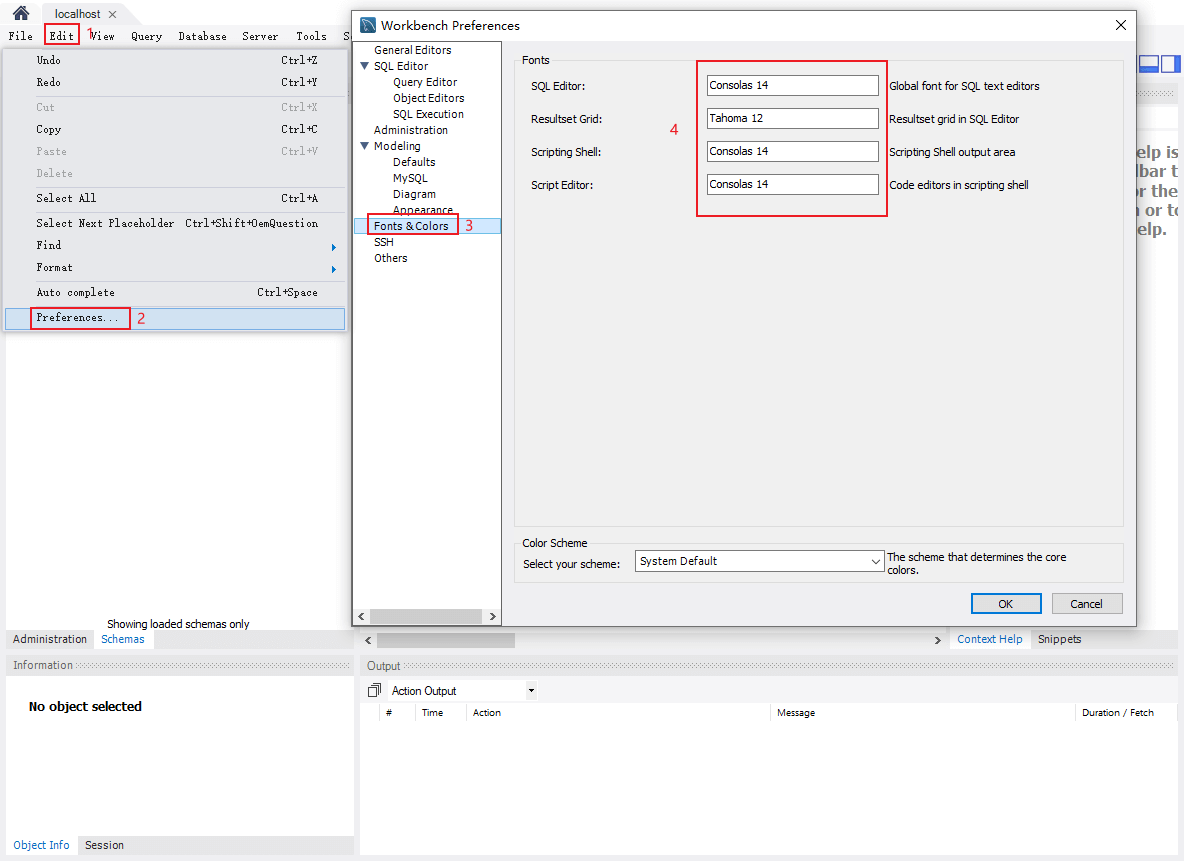 localhost
File Edit 1 View Query Database Server Tools S
Undo Ctrl+Z
Redo Ctrl+Y
Cut Ctrl+X
Copy Ctrl+C
Paste Ctrl+V
Delete
Select All Ctrl+A
Select Next Placeholder Ctrl+Shift+OemQuestion
Find
Format
Auto complete Ctrl+Space
Preferences... 2
Workbench Preferences
General Editors
SQL Editor
Query Editor
Object Editors
SQL Execution
Administration
Modeling
Defaults
MySQL
Diagram
Appearance
Fonts & Colors 3
SSH
Others
Fonts
SQL Editor: Consolas 14 Global font for SQL text editors
Resultset Grid: Tahoma 12 Resultset grid in SQL Editor
4
Scripting Shell: Consolas 14 Scripting Shell output area
Script Editor: Consolas 14 Code editors in scripting shell
Color Scheme
Select your scheme: System Default The scheme that determines the core
colors.
OK Cancel
elp is
lbar t
or the
n or to
elp.
Showing loaded schemas only
Administration Schemas
Context Help Snippets
Information
No object selected
Object Info Session
Output
Action Output
# Time Action Message Duration / Fetch